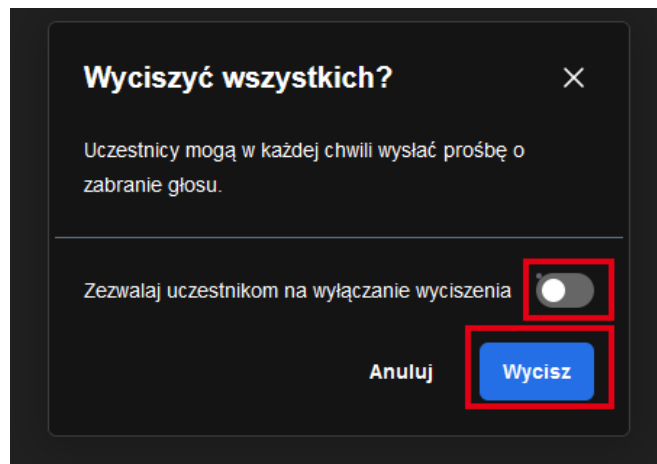 Wyciszyć wszystkich?
Uczestnicy mogą w każdej chwili wysłać prośbę o
zabranie głosu.
Zezwalaj uczestnikom na wyłączanie wyciszenia
Anuluj
Wycisz